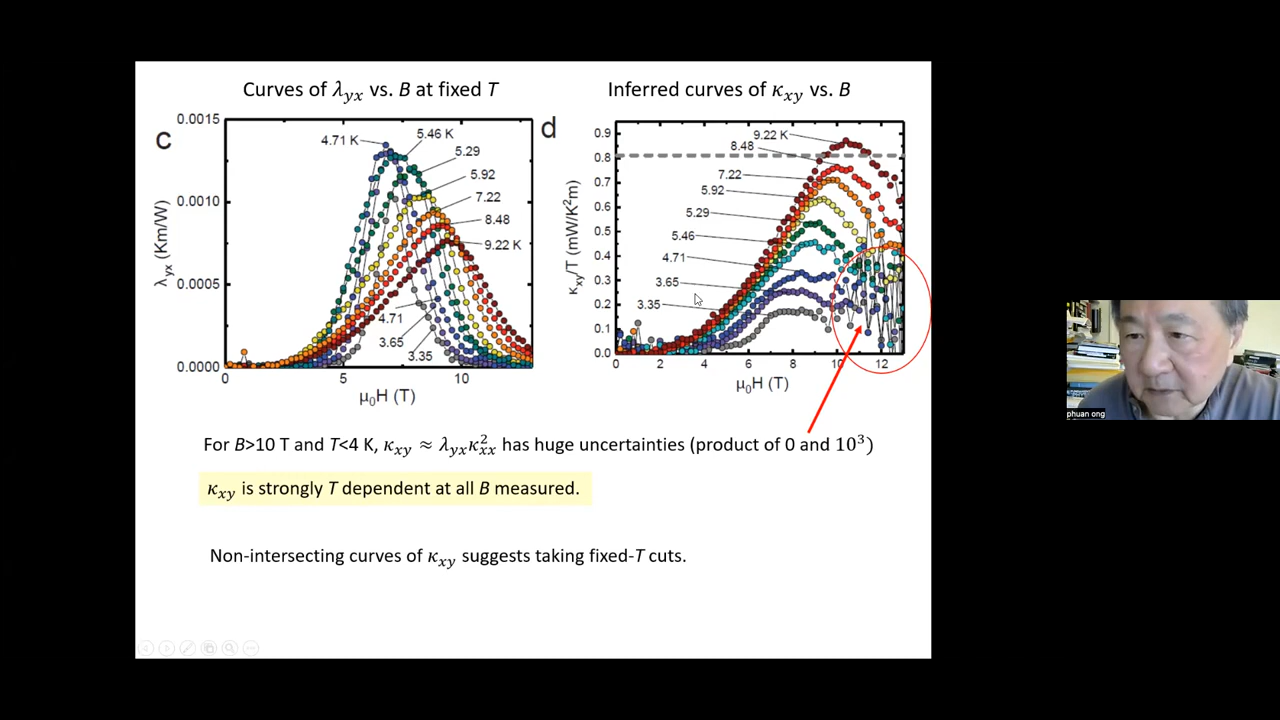 Curves of λyx vs. B at fixed T
Inferred curves of κxy vs. B
c
0.0015
0.0010
0.0005
0.0000
λyx (Km/W)
4.71 K
5.46 K
5.29
5.92
7.22
8.48
9.22 K
4.71
3.65
3.35
0
5
10
μ0H (T)
d
0.9
0.8
0.7
0.6
0.5
0.4
0.3
0.2
0.1
0.0
κxy/T (mW/K²m)
9.22 K
8.48
7.22
5.92
5.29
5.46
4.71
3.65
3.35
0
2
4
6
8
10
12
μ0H (T)
For B>10 T and T<4 K, κxy ≈ λyxκ²xx has huge uncertainties (product of 0 and 10³)
κxy is strongly T dependent at all B measured.
Non-intersecting curves of κxy suggests taking fixed-T cuts.
phuan ong